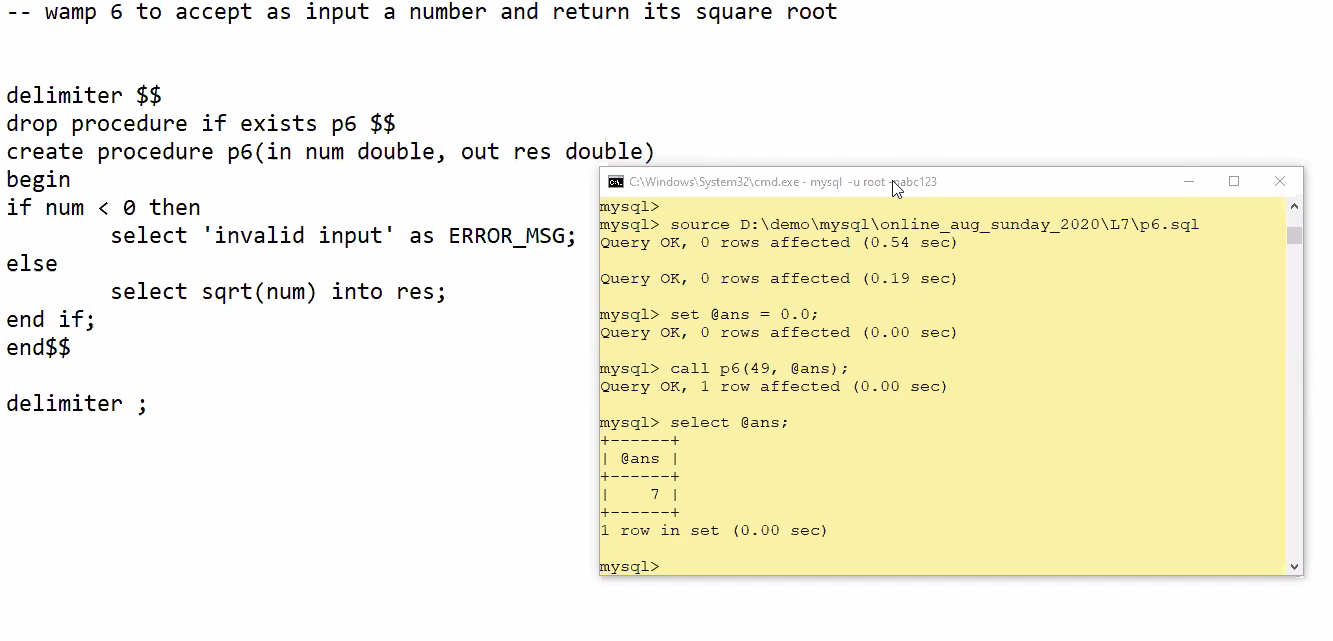 -- wamp 6 to accept as input a number and return its square root
delimiter $$
drop procedure if exists p6 $$
create procedure p6(in num double, out res double)
begin
if num < 0 then
select 'invalid input' as ERROR_MSG;
else
select sqrt(num) into res;
end if;
end$$
delimiter ;
C:\Windows\System32\cmd.exe - mysql -u root -pabc123
mysql>
mysql> source D:\demo\mysql\online_aug_sunday_2020\L7\p6.sql
Query OK, 0 rows affected (0.54 sec)
Query OK, 0 rows affected (0.19 sec)
mysql> set @ans = 0.0;
Query OK, 0 rows affected (0.00 sec)
mysql> call p6(49, @ans);
Query OK, 1 row affected (0.00 sec)
mysql> select @ans;
+------+
| @ans |
+------+
|    7 |
+------+
1 row in set (0.00 sec)
mysql>